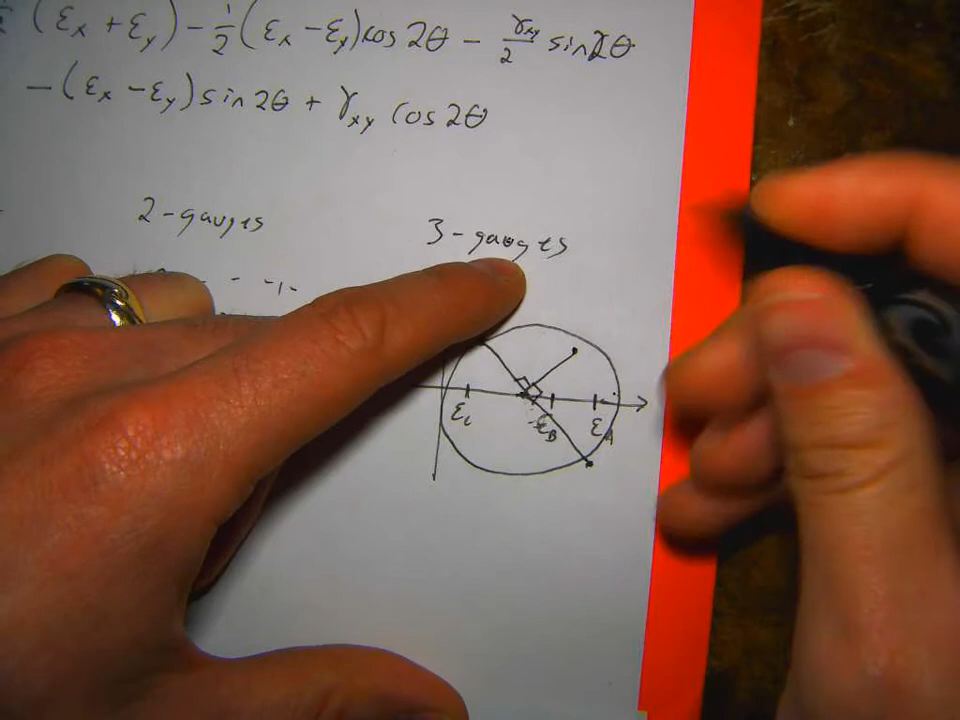 (εx + εy) − 1/2 (εx − εy) cos 2θ − γxy/2 sin 2θ
− (εx − εy) sin 2θ + γxy cos 2θ
2-gauges
3-gauges
εc εB εA